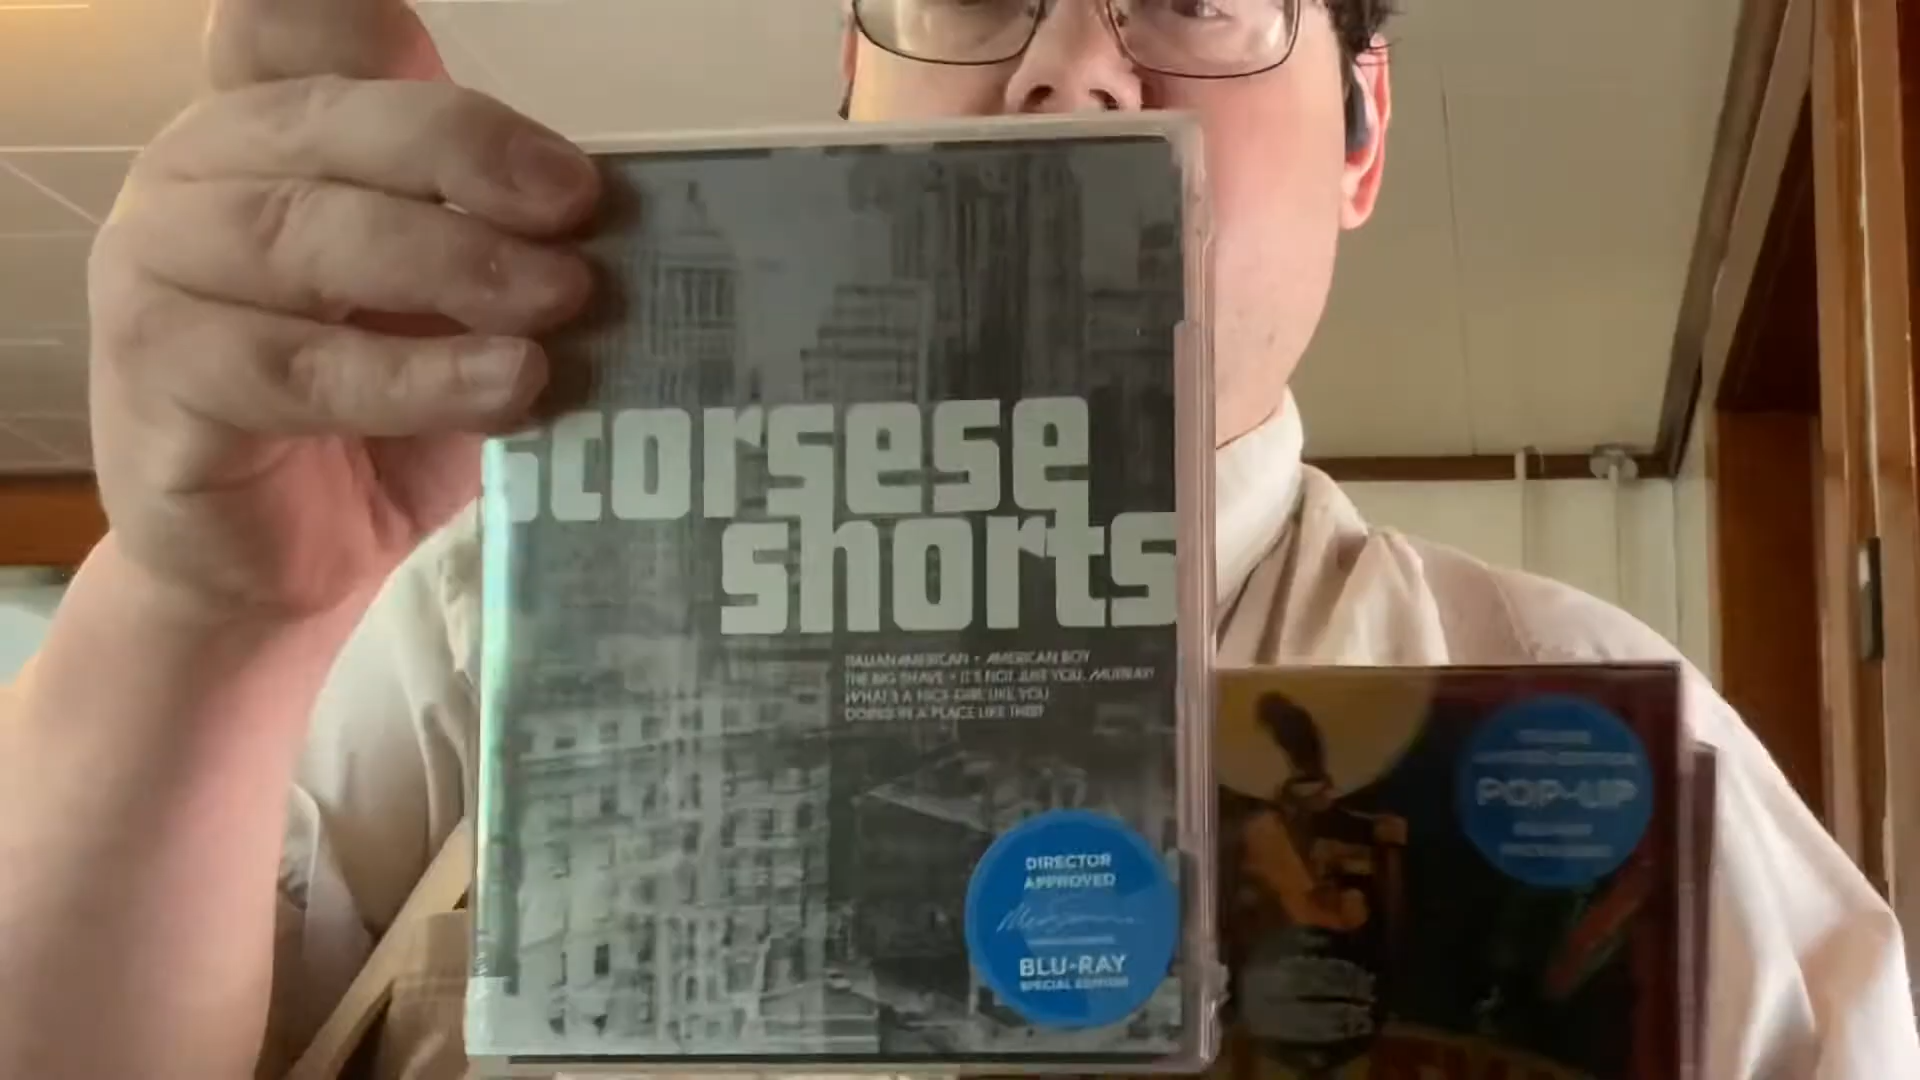 scorsese
shorts
ITALIANAMERICAN • AMERICAN BOY
THE BIG SHAVE • IT'S NOT JUST YOU, MURRAY!
WHAT'S A NICE GIRL LIKE YOU
DOING IN A PLACE LIKE THIS?
DIRECTOR
APPROVED
BLU-RAY
SPECIAL EDITION
POP-UP